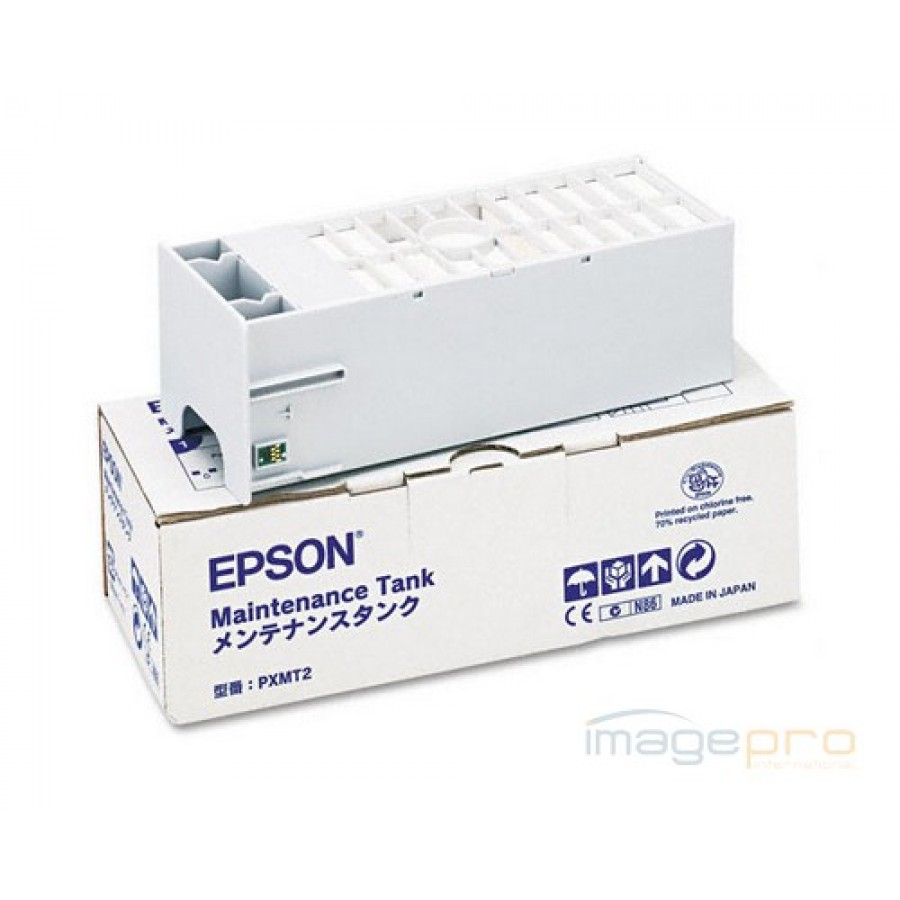 EPSON®
Maintenance Tank
メンテナンスタンク
型番：PXMT2
Printed on chlorine free,
70% recycled paper.
CE N86 MADE IN JAPAN
EPSON
imagepro
international